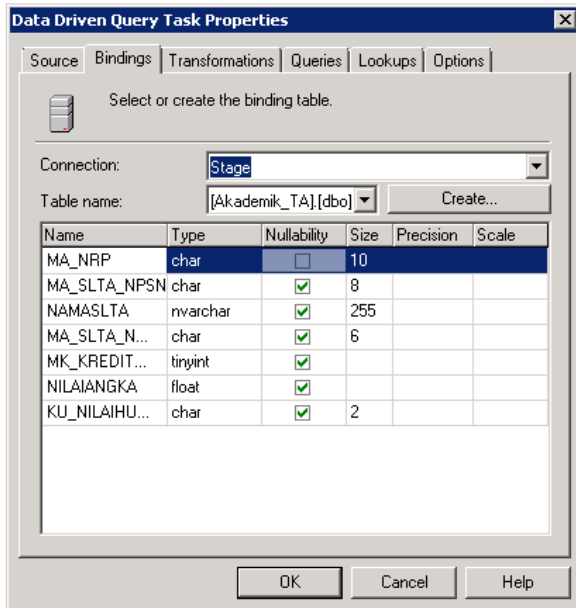 Data Driven Query Task Properties
Source Bindings Transformations Queries Lookups Options
Select or create the binding table.
Connection: Stage
Table name: [Akademik_TA].[dbo] Create...
Name Type Nullability Size Precision Scale
MA_NRP char 10
MA_SLTA_NPSN char 8
NAMASLTA nvarchar 255
MA_SLTA_N... char 6
MK_KREDIT... tinyint
NILAIANGKA float
KU_NILAIHU... char 2
OK Cancel Help